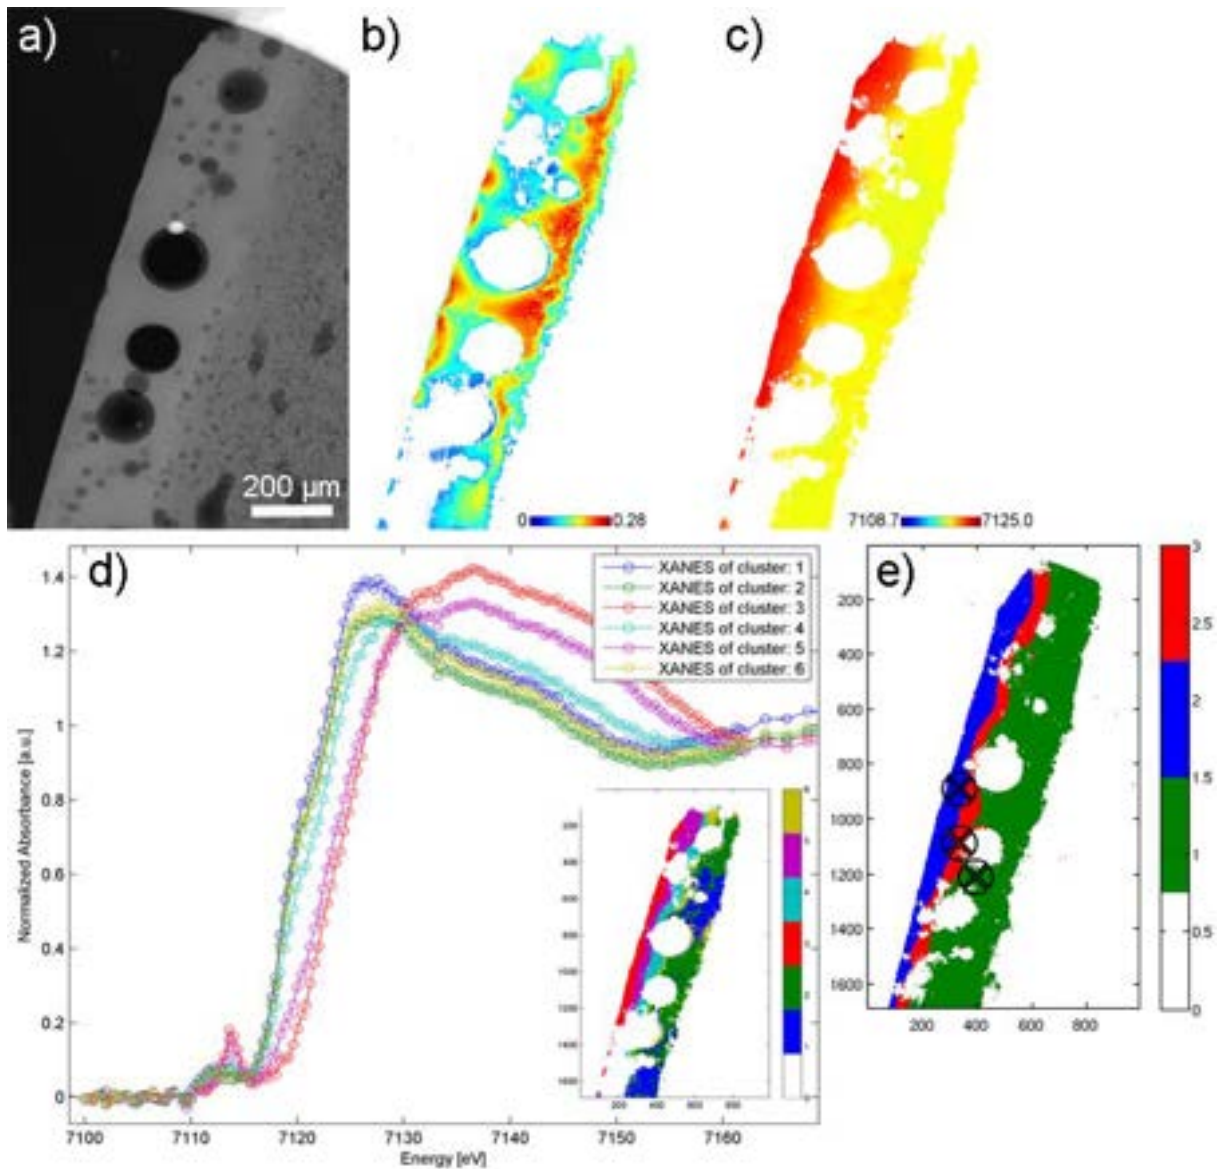 a)
b)
c)
200 µm
0
0.28
7108.7
7125.0
d)
XANES of cluster: 1
XANES of cluster: 2
XANES of cluster: 3
XANES of cluster: 4
XANES of cluster: 5
XANES of cluster: 6
1.4
1.2
1
0.8
0.6
0.4
0.2
0
Normalized Absorbance [a.u.]
7100
7110
7120
7130
7140
7150
7160
Energy [eV]
e)
200
400
600
800
1000
1200
1400
1600
200
400
600
800
3
2.5
2
1.5
1
0.5
0